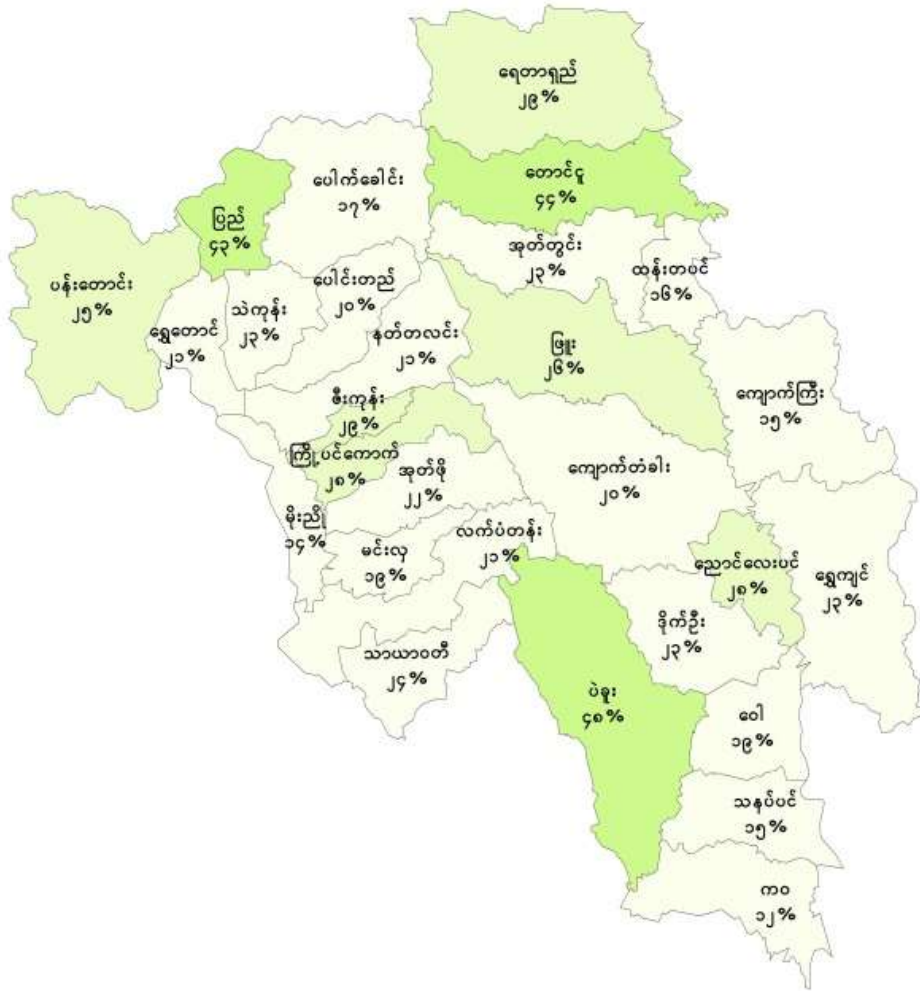 ရေတာရှည်
၂၉%
တောင်ငူ
၄၄%
ပေါက်ခေါင်း
၁၇%
ပြည်
၄၃%
အုတ်တွင်း
၂၃%
ထန်းတပင်
၁၆%
ပန်းတောင်း
၂၅%
ပေါင်းတည်
၂၀%
သဲကုန်း
၂၃%
ရွှေတောင်
၂၁%
နတ်တလင်း
၂၁%
ဖြူး
၂၆%
ကျောက်ကြီး
၁၅%
ဇီးကုန်း
၂၉%
ကြို့ပင်ကောက်
၂၈%
အုတ်ဖို
၂၂%
ကျောက်တံခါး
၂၀%
မိုးညို
၁၄%
မင်းလှ
၁၉%
လက်ပံတန်း
၂၁%
ညောင်လေးပင်
၂၈%
ရွှေကျင်
၂၃%
ဒိုက်ဦး
၂၃%
သာယာဝတီ
၂၄%
ပဲခူး
၄၈%
ဝေါ
၁၉%
သနပ်ပင်
၁၅%
ကဝ
၁၂%